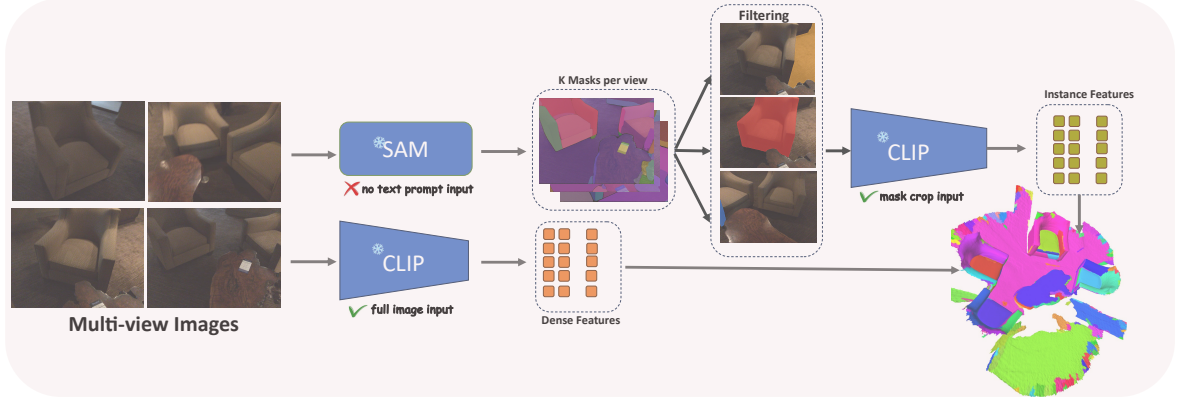 Filtering
K Masks per view
Instance Features
SAM
CLIP
no text prompt input
mask crop input
CLIP
full image input
Multi-view Images
Dense Features